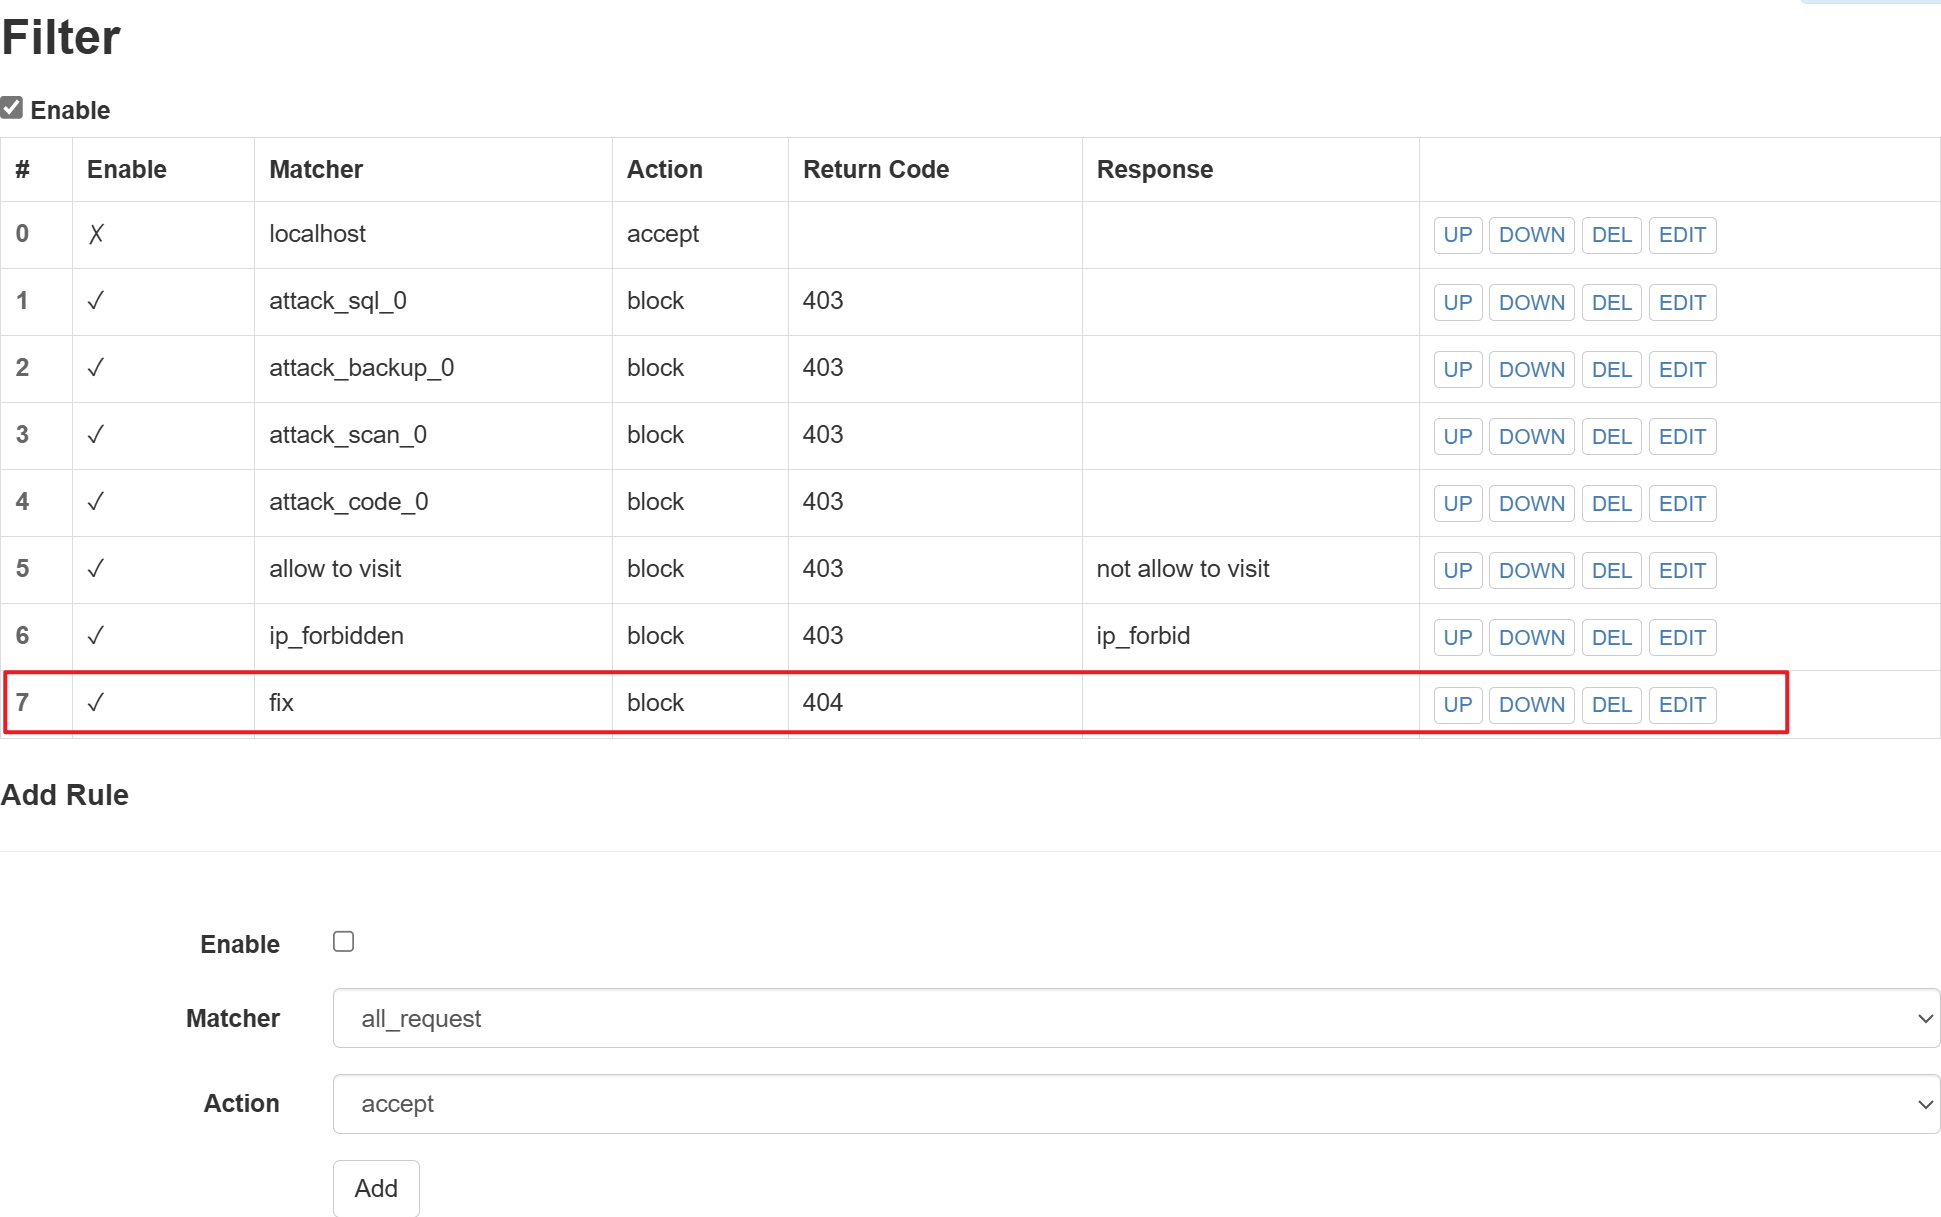 Filter
Enable
# Enable Matcher Action Return Code Response
0 ✗ localhost accept UP DOWN DEL EDIT
1 ✓ attack_sql_0 block 403 UP DOWN DEL EDIT
2 ✓ attack_backup_0 block 403 UP DOWN DEL EDIT
3 ✓ attack_scan_0 block 403 UP DOWN DEL EDIT
4 ✓ attack_code_0 block 403 UP DOWN DEL EDIT
5 ✓ allow to visit block 403 not allow to visit UP DOWN DEL EDIT
6 ✓ ip_forbidden block 403 ip_forbid UP DOWN DEL EDIT
7 ✓ fix block 404 UP DOWN DEL EDIT
Add Rule
Enable
Matcher all_request
Action accept
Add